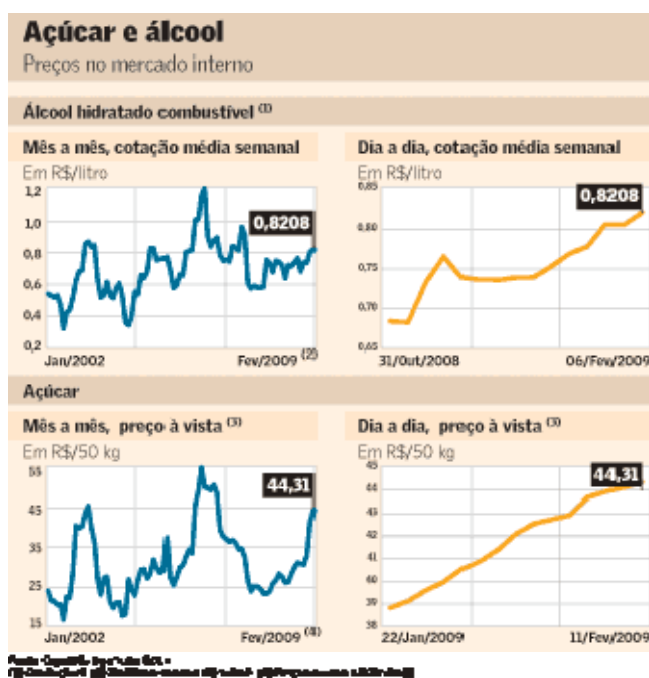 Açúcar e álcool
Preços no mercado interno
Álcool hidratado combustível (1)
Mês a mês, cotação média semanal
Em R$/litro
1,2
1,0
0,8
0,6
0,4
0,2
0,8208
Jan/2002
Fev/2009 (2)
Dia a dia, cotação média semanal
Em R$/litro
0,85
0,80
0,75
0,70
0,65
0,8208
31/Out/2008
06/Fev/2009
Açúcar
Mês a mês, preço à vista (3)
Em R$/50 kg
55
45
35
25
15
44,31
Jan/2002
Fev/2009 (4)
Dia a dia, preço à vista (3)
Em R$/50 kg
45
44
43
42
41
40
39
38
44,31
22/Jan/2009
11/Fev/2009